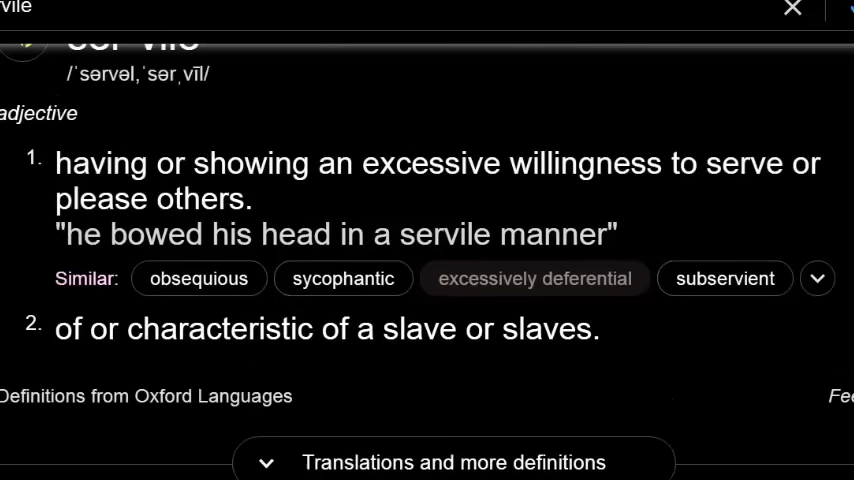 rvile
ser·vile
/ˈsərvəl,ˈsərˌvīl/
adjective
1. having or showing an excessive willingness to serve or
please others.
"he bowed his head in a servile manner"
Similar: obsequious sycophantic excessively deferential subservient
2. of or characteristic of a slave or slaves.
Definitions from Oxford Languages
Translations and more definitions